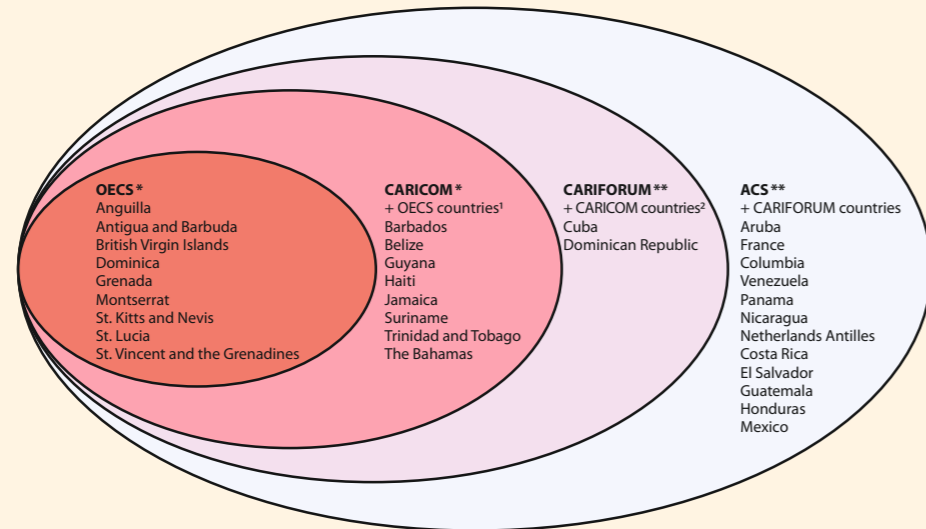 OECS *
Anguilla
Antigua and Barbuda
British Virgin Islands
Dominica
Grenada
Montserrat
St. Kitts and Nevis
St. Lucia
St. Vincent and the Grenadines
CARICOM *
+ OECS countries¹
Barbados
Belize
Guyana
Haiti
Jamaica
Suriname
Trinidad and Tobago
The Bahamas
CARIFORUM **
+ CARICOM countries²
Cuba
Dominican Republic
ACS **
+ CARIFORUM countries
Aruba
France
Columbia
Venezuela
Panama
Nicaragua
Netherlands Antilles
Costa Rica
El Salvador
Guatemala
Honduras
Mexico